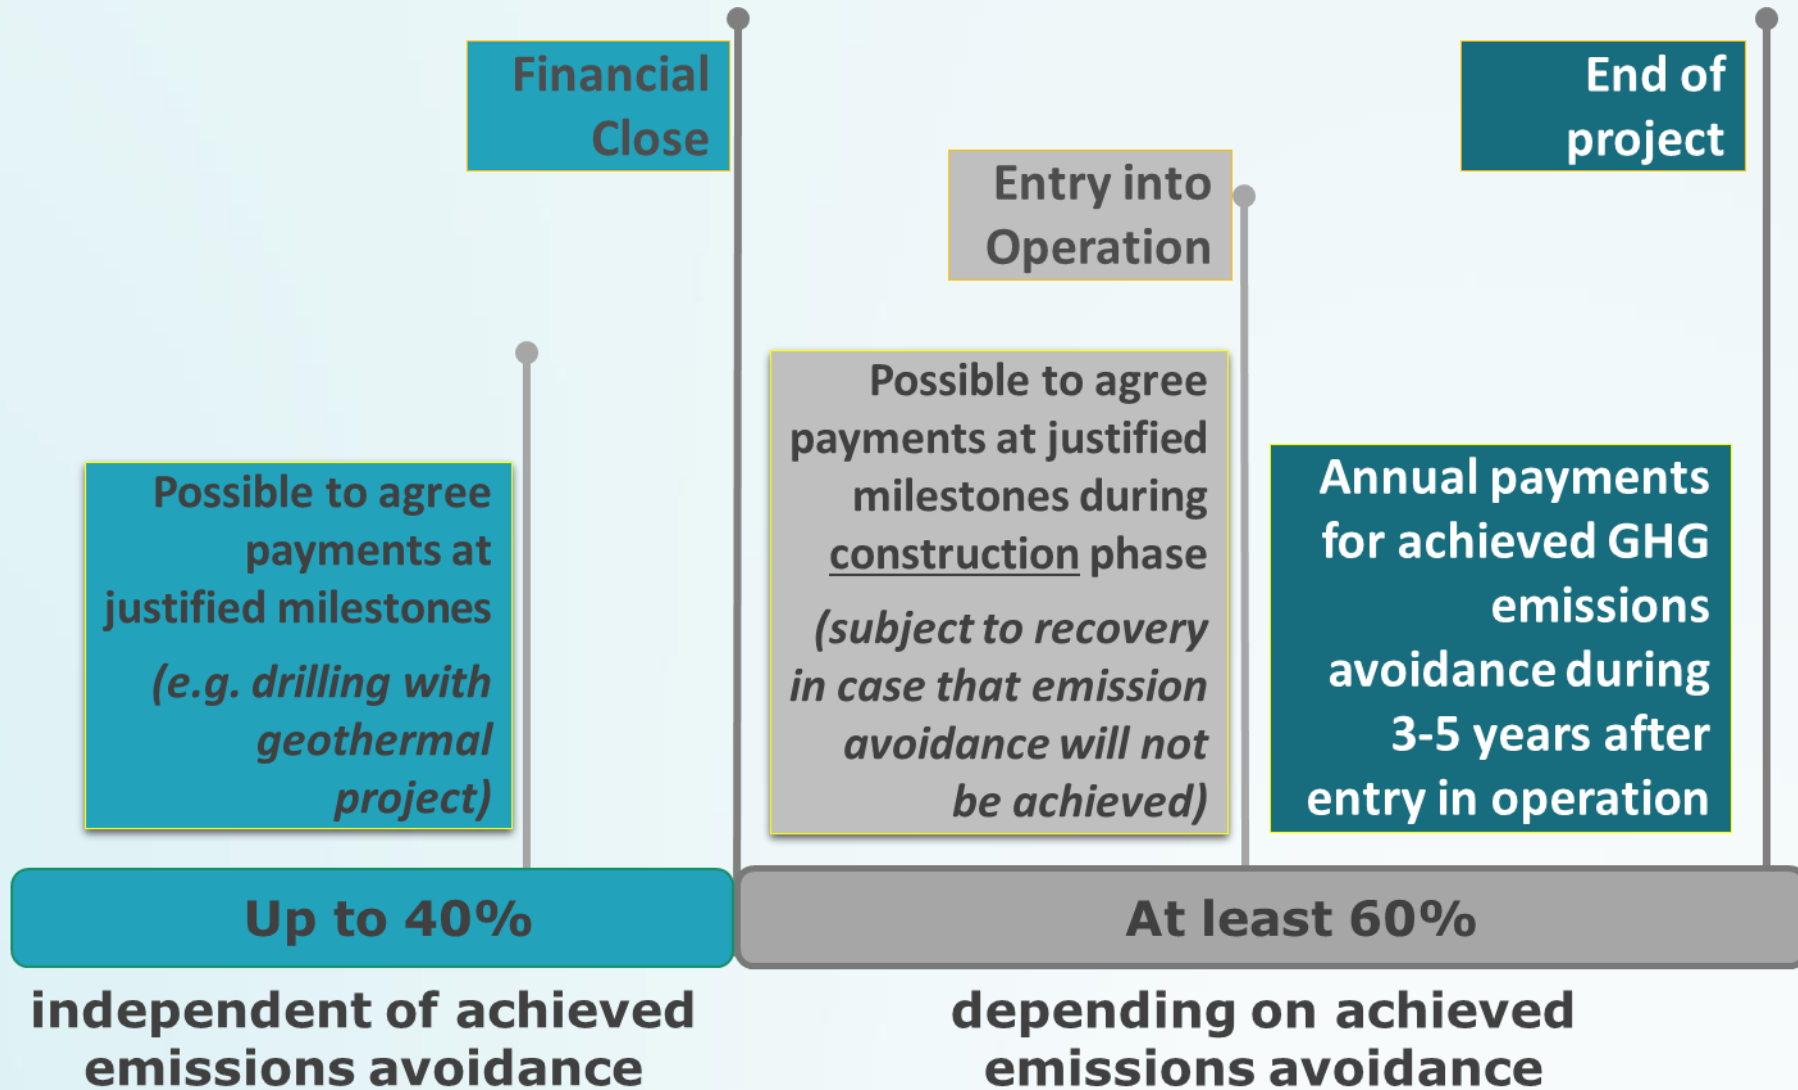 Financial
Close
End of
project
Entry into
Operation
Possible to agree
payments at
justified milestones
(e.g. drilling with
geothermal
project)
Possible to agree
payments at justified
milestones during
construction phase
(subject to recovery
in case that emission
avoidance will not
be achieved)
Annual payments
for achieved GHG
emissions
avoidance during
3-5 years after
entry in operation
Up to 40%
At least 60%
independent of achieved
emissions avoidance
depending on achieved
emissions avoidance